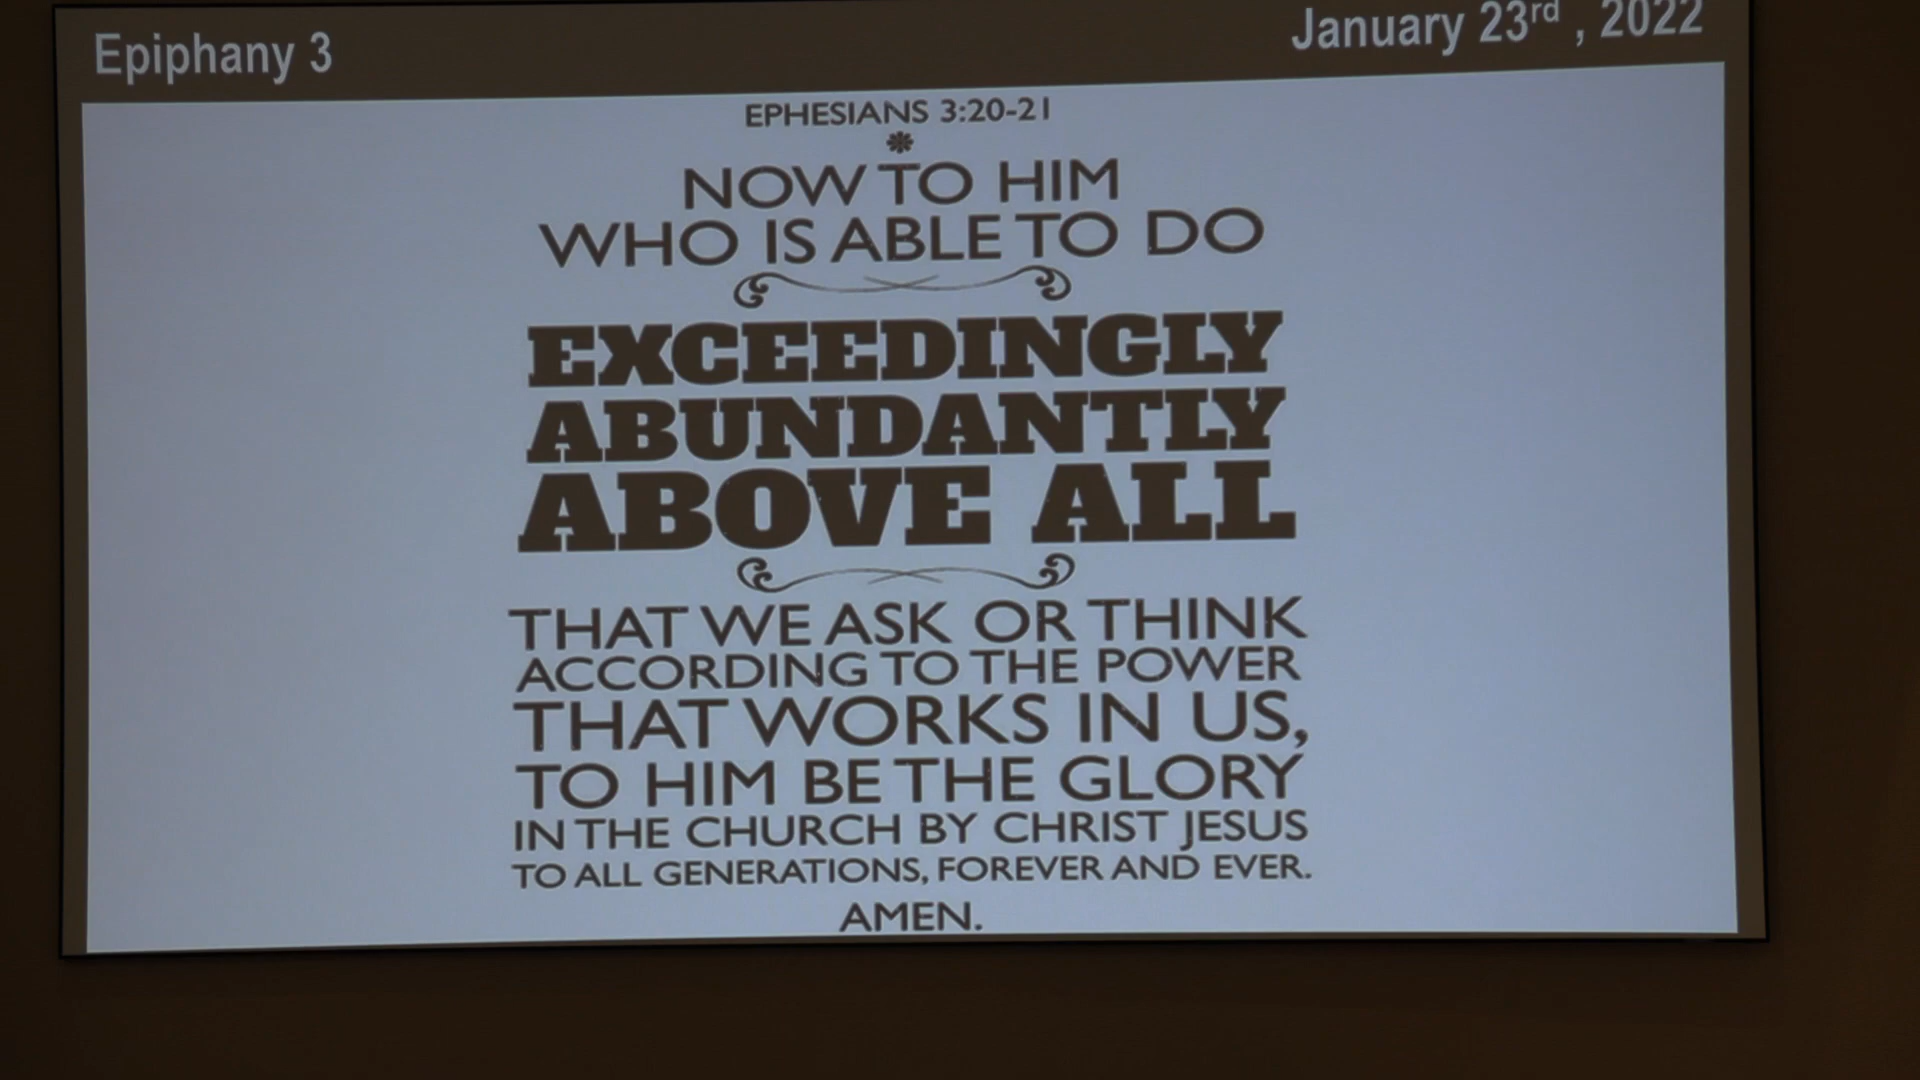 Epiphany 3
January 23rd , 2022
EPHESIANS 3:20-21
NOW TO HIM
WHO IS ABLE TO DO
EXCEEDINGLY
ABUNDANTLY
ABOVE ALL
THAT WE ASK OR THINK
ACCORDING TO THE POWER
THAT WORKS IN US,
TO HIM BE THE GLORY
IN THE CHURCH BY CHRIST JESUS
TO ALL GENERATIONS, FOREVER AND EVER.
AMEN.